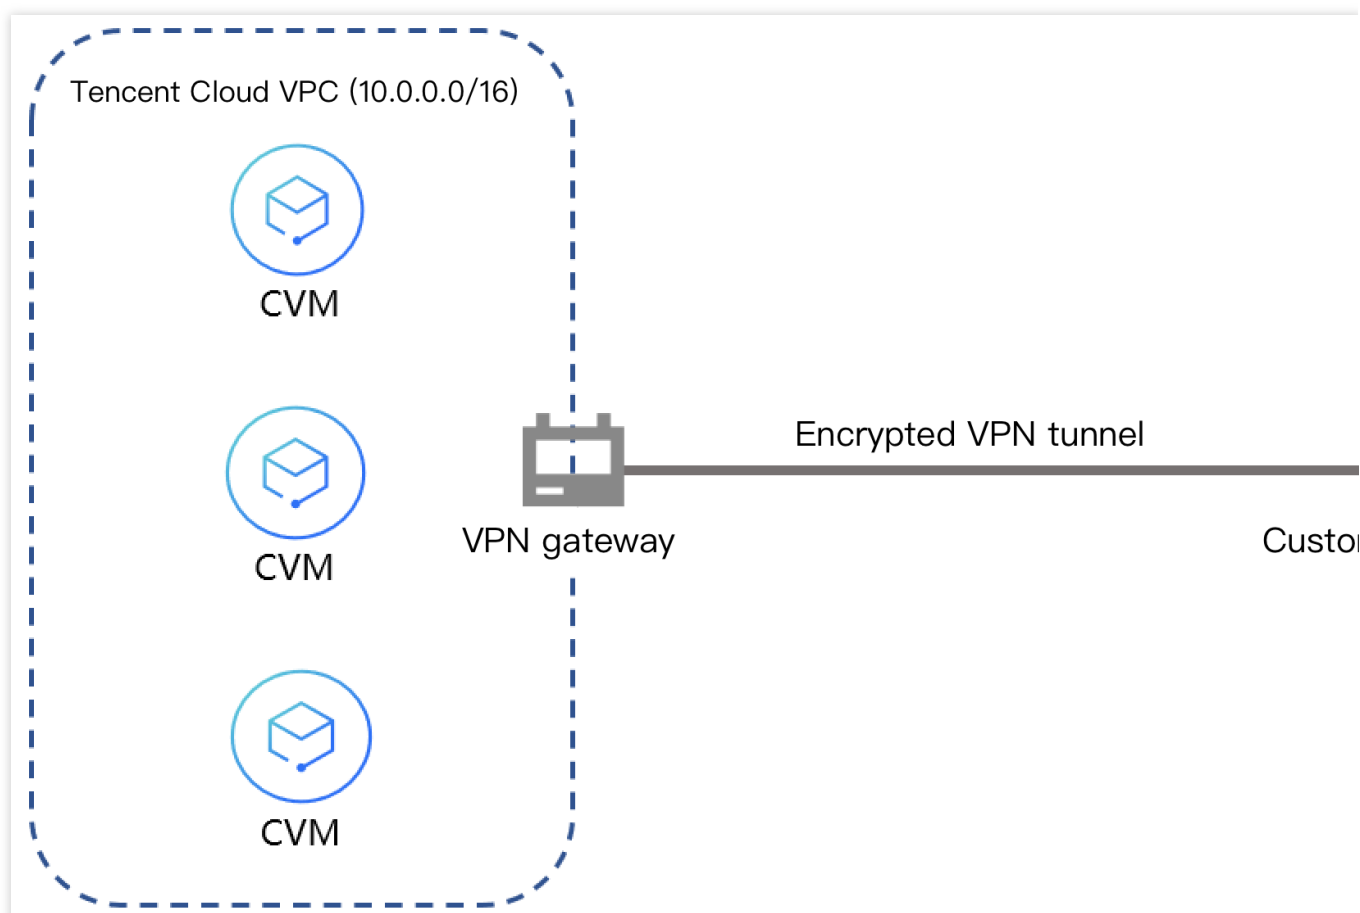 Tencent Cloud VPC (10.0.0.0/16)
CVM
CVM
CVM
VPN gateway
Encrypted VPN tunnel